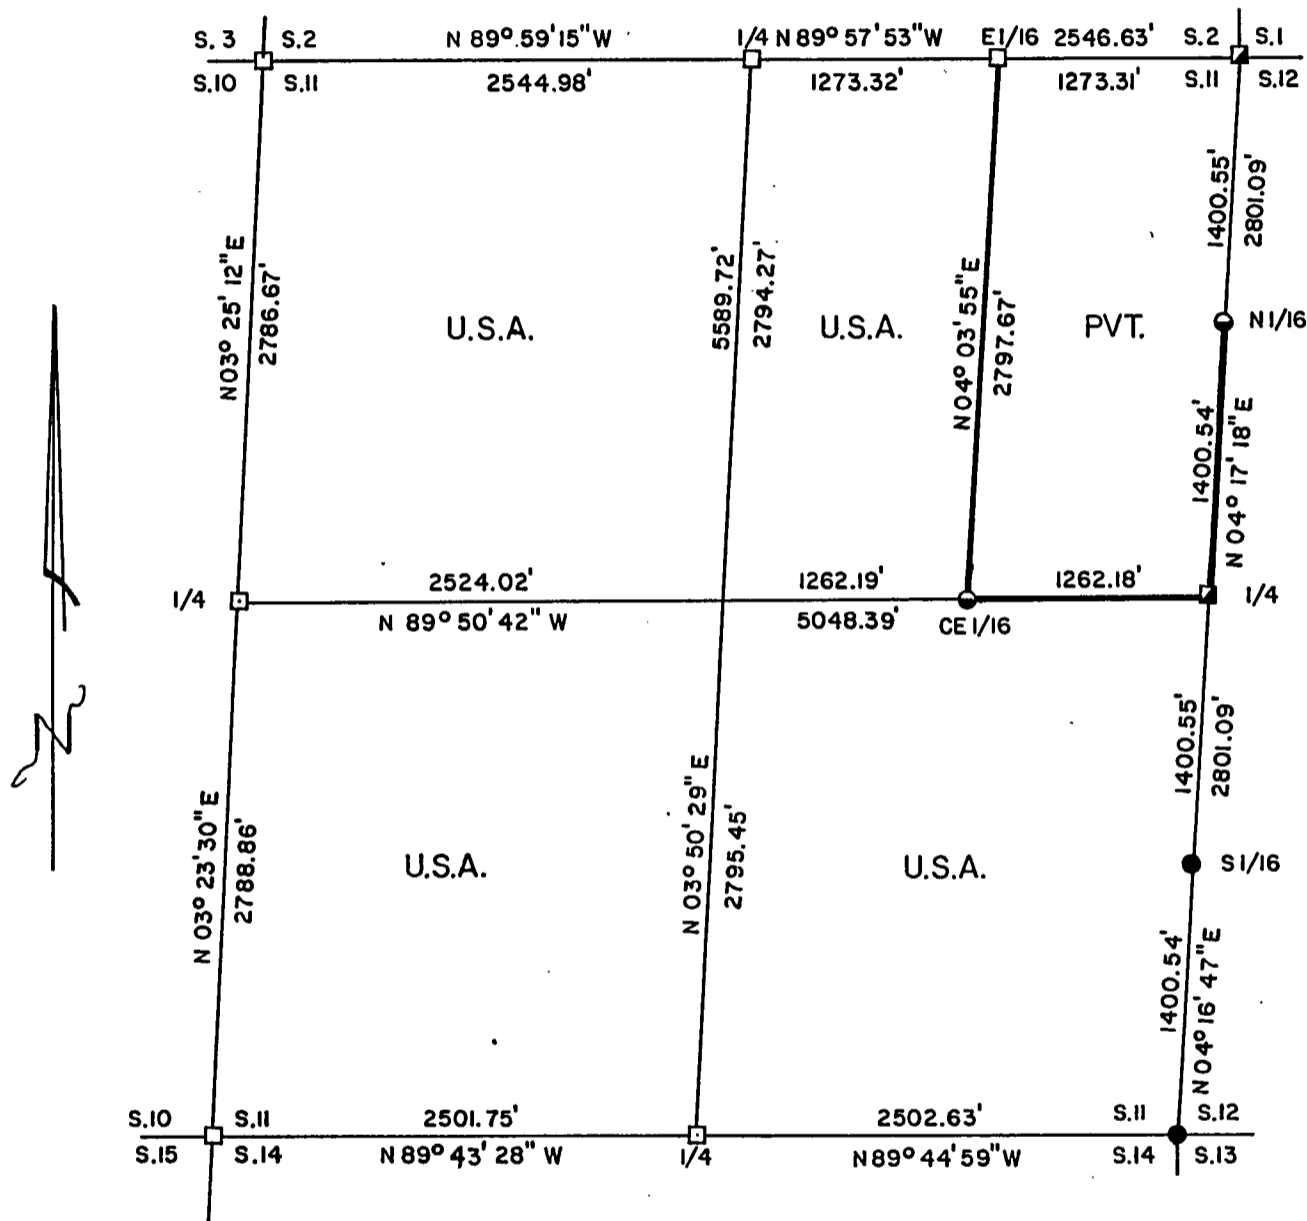 S. 3 S.2 N 89°59'15"W 1/4 N 89°57'53"W E1/16 2546.63' S.2 S.1
S.10 S.11 2544.98' 1273.32' 1273.31' S.11 S.12
1400.55'
2801.09'
N03° 25' 12"E
2786.67'
U.S.A.
5589.72'
2794.27'
U.S.A.
N 04° 03' 55"E
2797.67'
PVT.
N 1/16
1400.54'
N 04° 17' 18"E
1/4 2524.02' 1262.19' 1262.18' 1/4
N 89° 50' 42" W 5048.39' CE 1/16
1400.55'
2801.09'
N 03° 23' 30"E
2788.86'
U.S.A.
N 03° 50' 29" E
2795.45'
U.S.A.
S 1/16
1400.54'
N 04° 16' 47"E
S.10 S.11 2501.75' 2502.63' S.11 S.12
S.15 S.14 N 89° 43' 28" W 1/4 N 89° 44' 59"W S.14 S.13
N